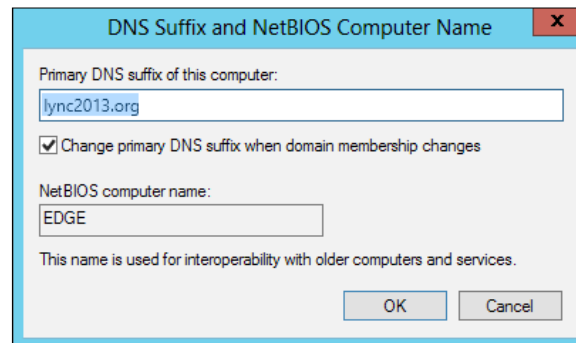 DNS Suffix and NetBIOS Computer Name
x
Primary DNS suffix of this computer:
lync2013.org
Change primary DNS suffix when domain membership changes
NetBIOS computer name:
EDGE
This name is used for interoperability with older computers and services.
OK Cancel